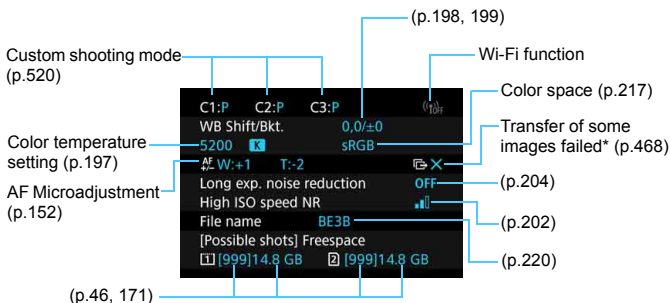 (p.198, 199)
Custom shooting mode
(p.520)
Wi-Fi function
C1:P C2:P C3:P OFF
Color space (p.217)
WB Shift/Bkt. 0,0/±0
Color temperature
setting (p.197)
5200 K sRGB
Transfer of some
images failed* (p.468)
AF +/- W:+1 T:-2
AF Microadjustment
(p.152)
Long exp. noise reduction OFF
(p.204)
High ISO speed NR
(p.202)
File name BE3B
(p.220)
[Possible shots] Freespace
1 [999]14.8 GB 2 [999]14.8 GB
(p.46, 171)